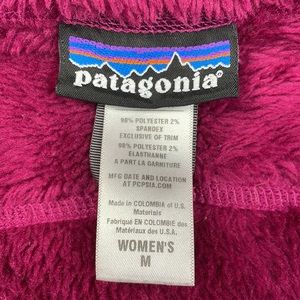 patagonia®
98% POLYESTER 2%
SPANDEX
EXCLUSIVE OF TRIM
98% POLYESTER 2%
ELASTHANNE
A PART LA GARNITURE
MFG DATE AND LOCATION
AT PCPSIA.COM
Made in COLOMBIA of U.S.
Materials
Fabriqué EN COLOMBIE DE
Matériaux des U.S.A.
WOMEN'S
M